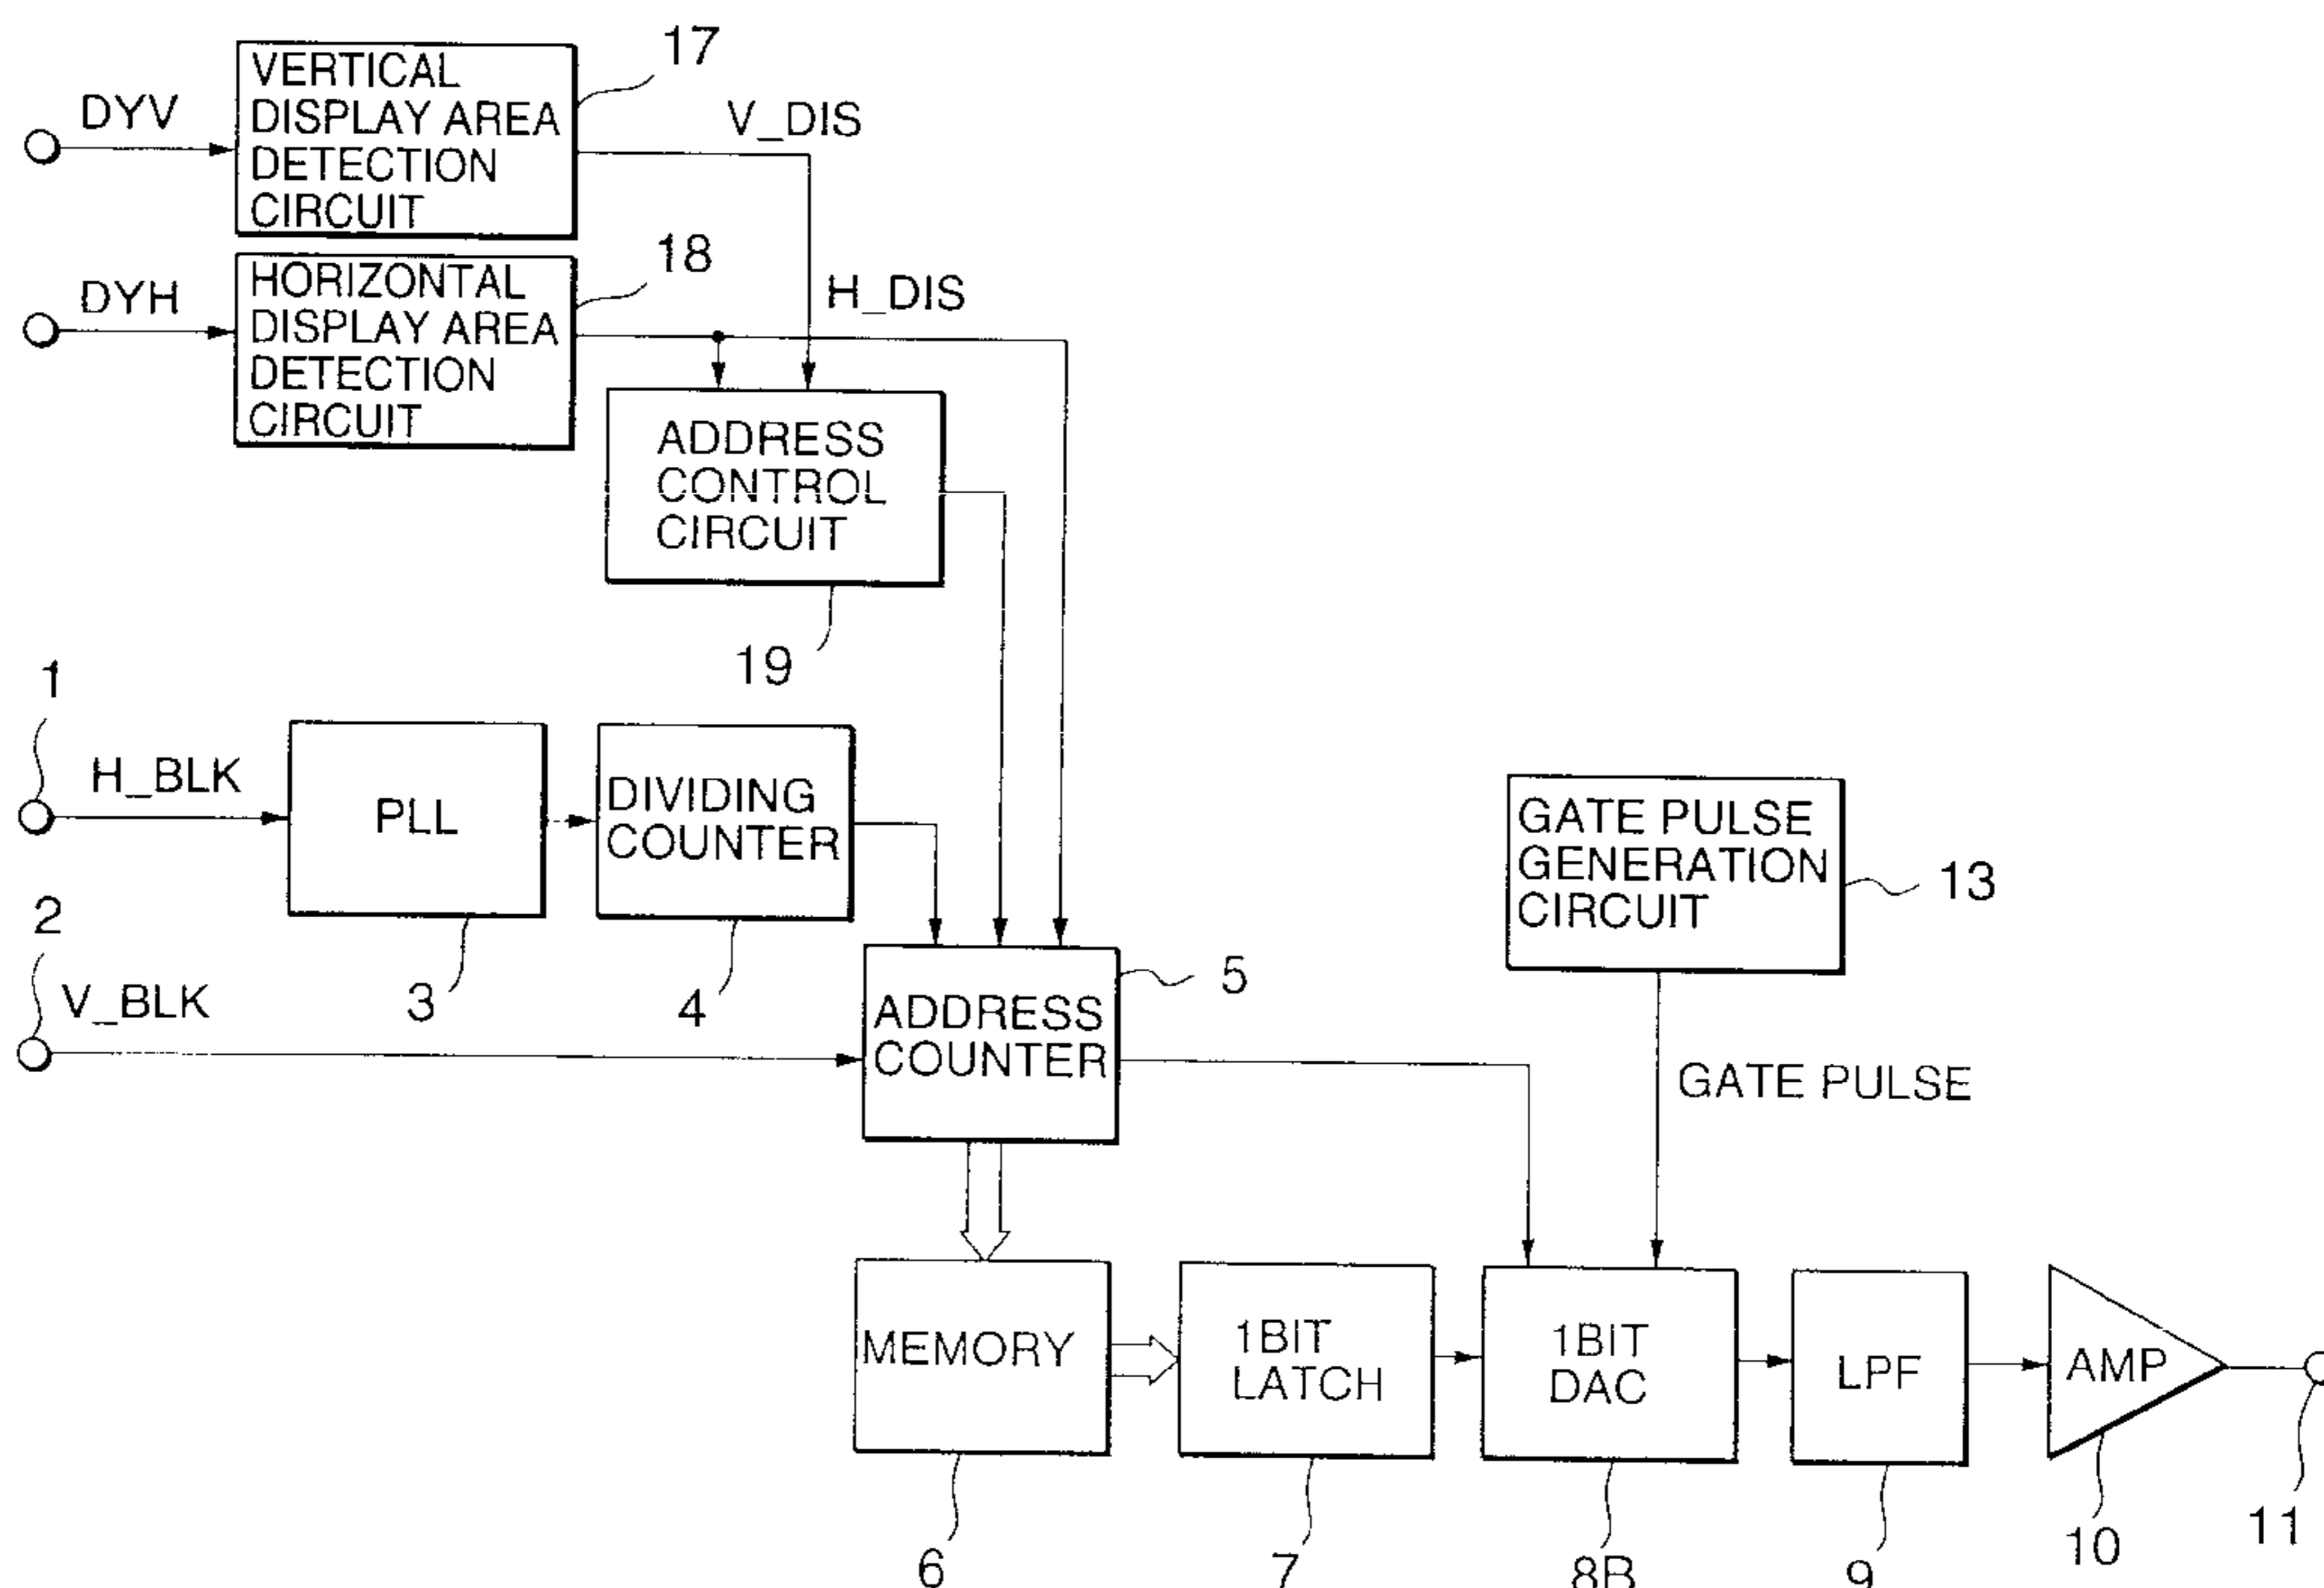 17
VERTICAL
DISPLAY AREA
DETECTION
CIRCUIT
DYV
V_DIS
18
HORIZONTAL
DISPLAY AREA
DETECTION
CIRCUIT
DYH
H_DIS
ADDRESS
CONTROL
CIRCUIT
19
1
H_BLK
PLL
DIVIDING
COUNTER
GATE PULSE
GENERATION
CIRCUIT
13
2
V_BLK
3
4
5
ADDRESS
COUNTER
GATE PULSE
MEMORY
1BIT
LATCH
1BIT
DAC
LPF
AMP
6
7
8B
9
10
11